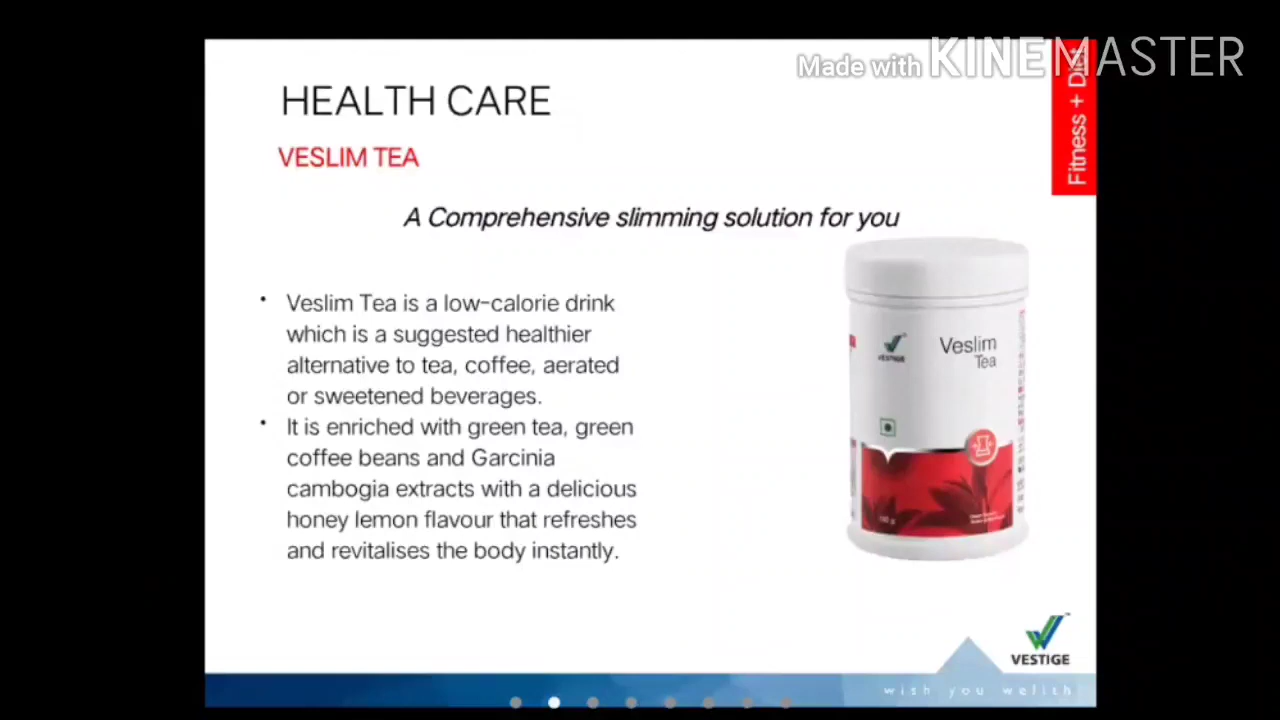 Made with KINEMASTER
Fitness + Diet
HEALTH CARE
VESLIM TEA
A Comprehensive slimming solution for you
• Veslim Tea is a low-calorie drink
which is a suggested healthier
alternative to tea, coffee, aerated
or sweetened beverages.
• It is enriched with green tea, green
coffee beans and Garcinia
cambogia extracts with a delicious
honey lemon flavour that refreshes
and revitalises the body instantly.
VESTIGE
Veslim
Tea
VESTIGE
wish you wellth